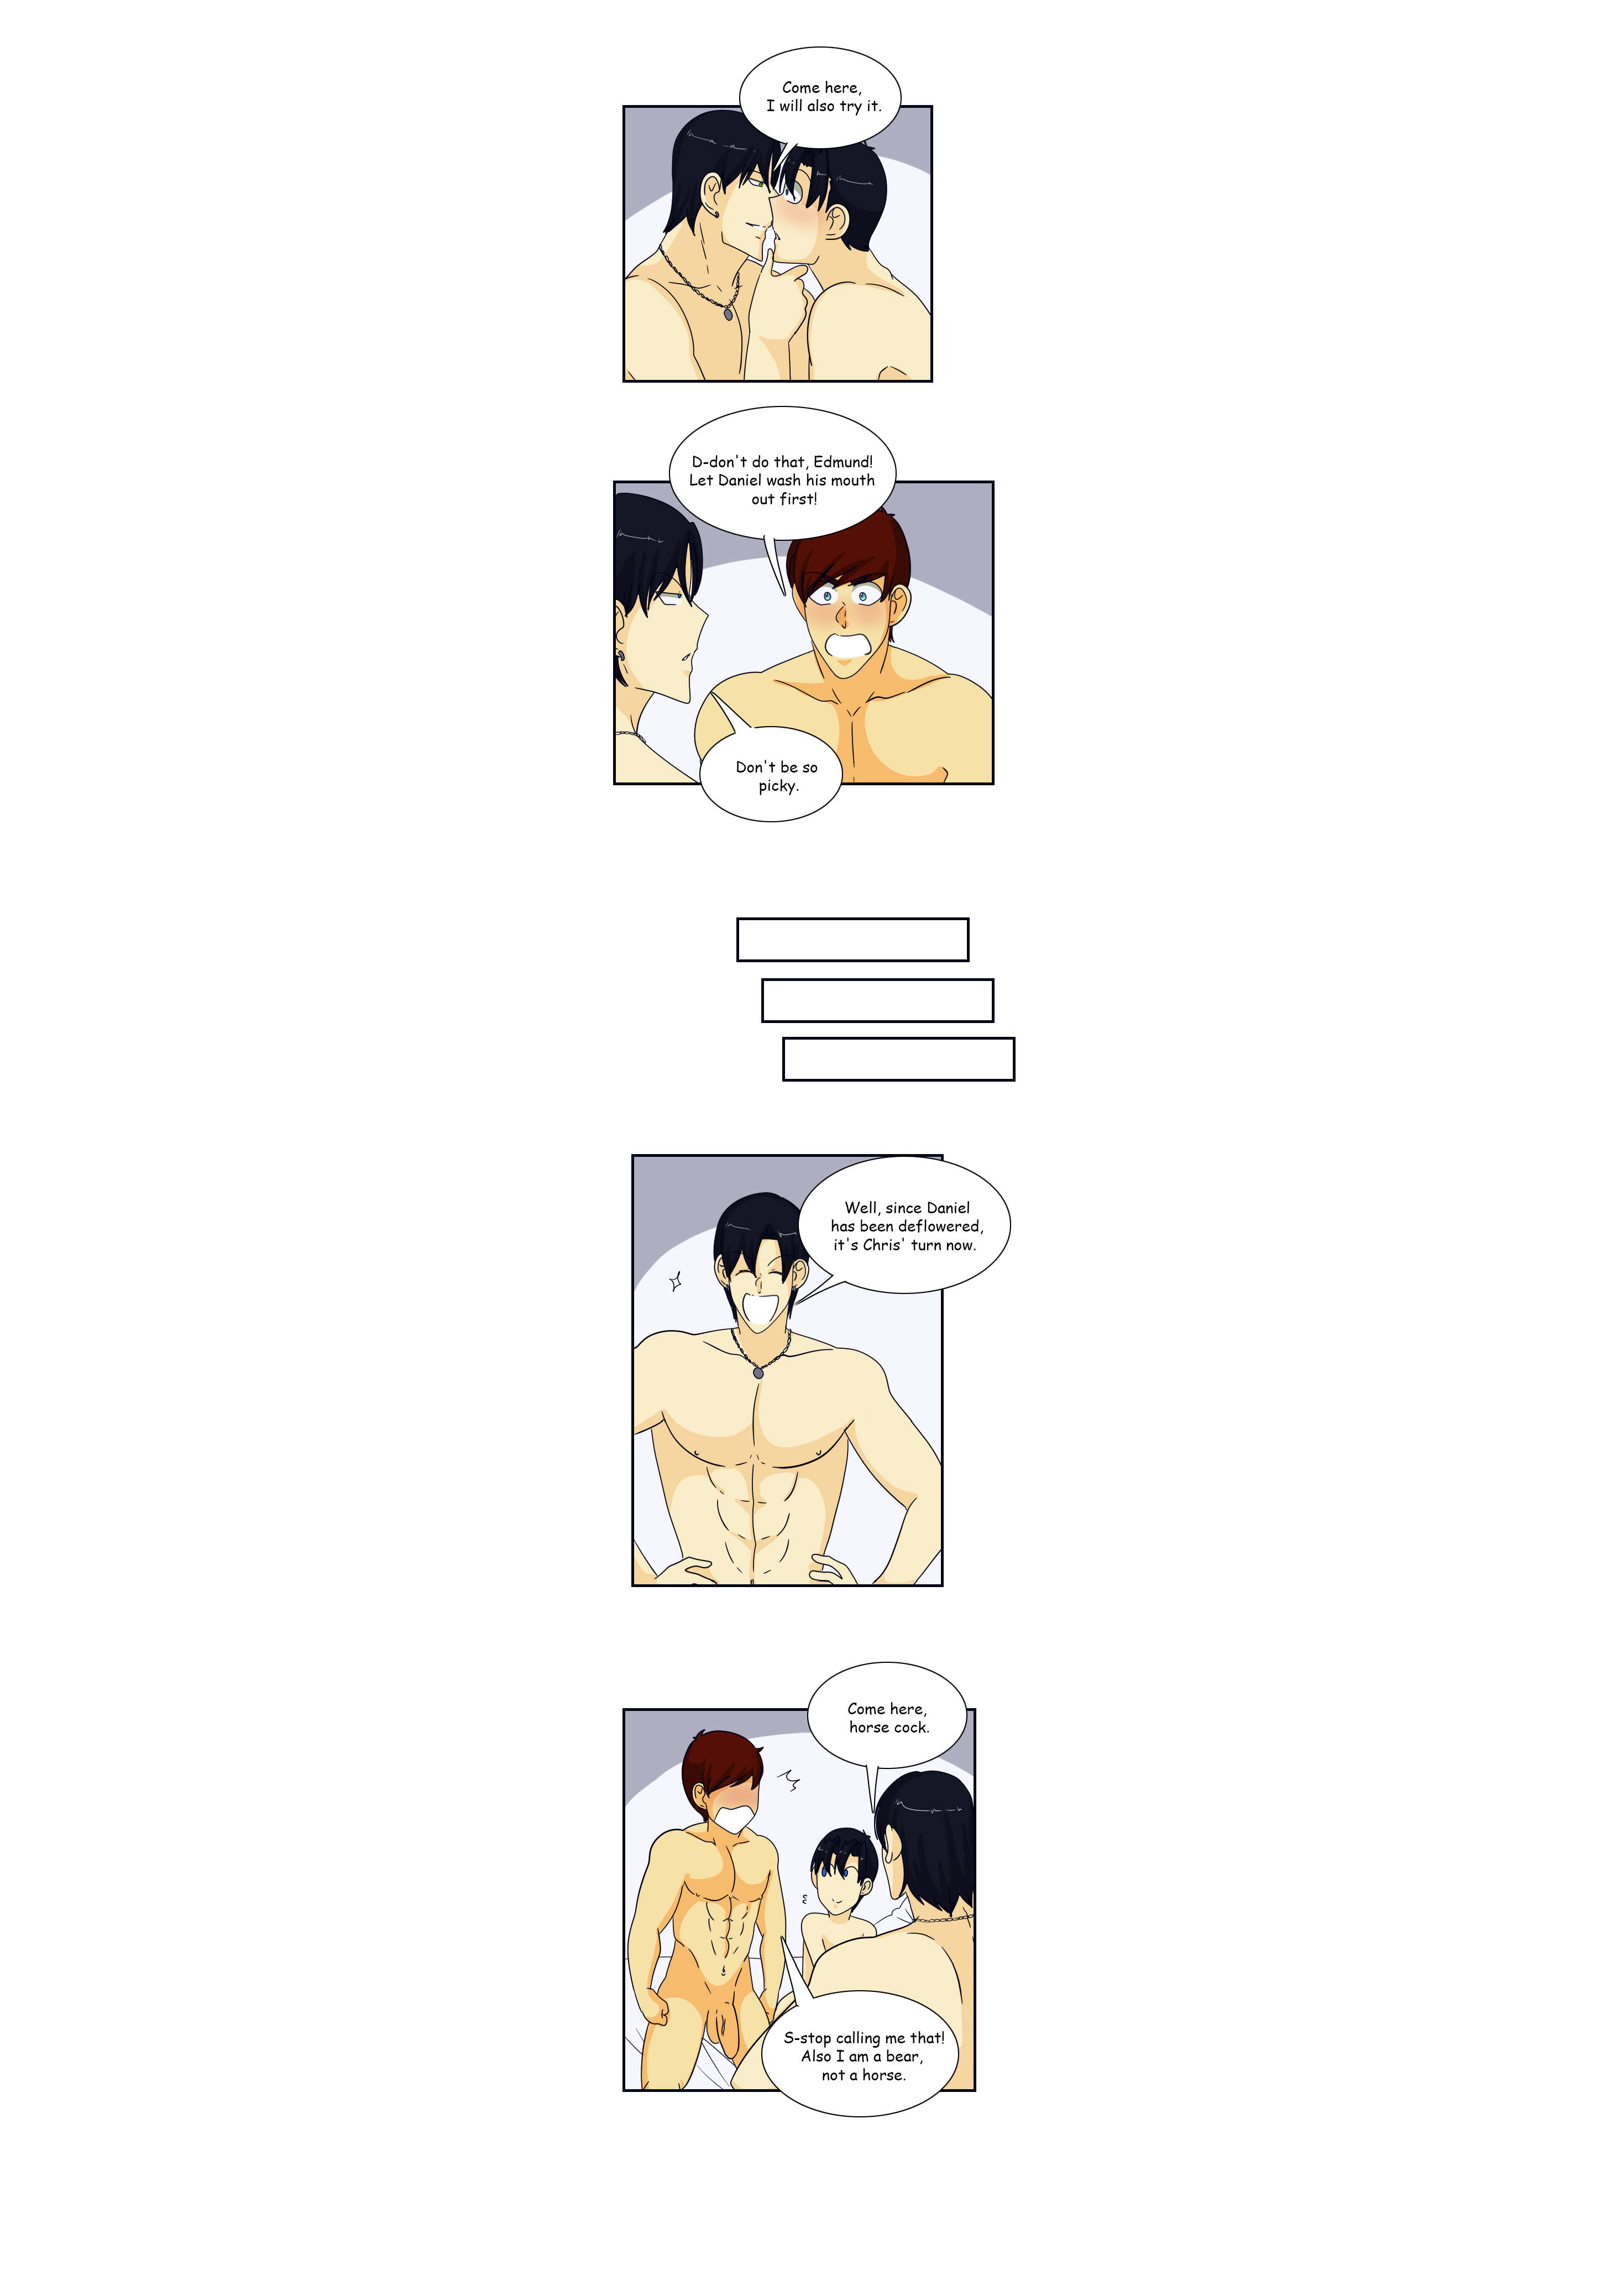 Come here,
I will also try it.
D-don't do that, Edmund!
Let Daniel wash his mouth
out first!
Don't be so
picky.
Well, since Daniel
has been deflowered,
it's Chris' turn now.
Come here,
horse cock.
S-stop calling me that!
Also I am a bear,
not a horse.